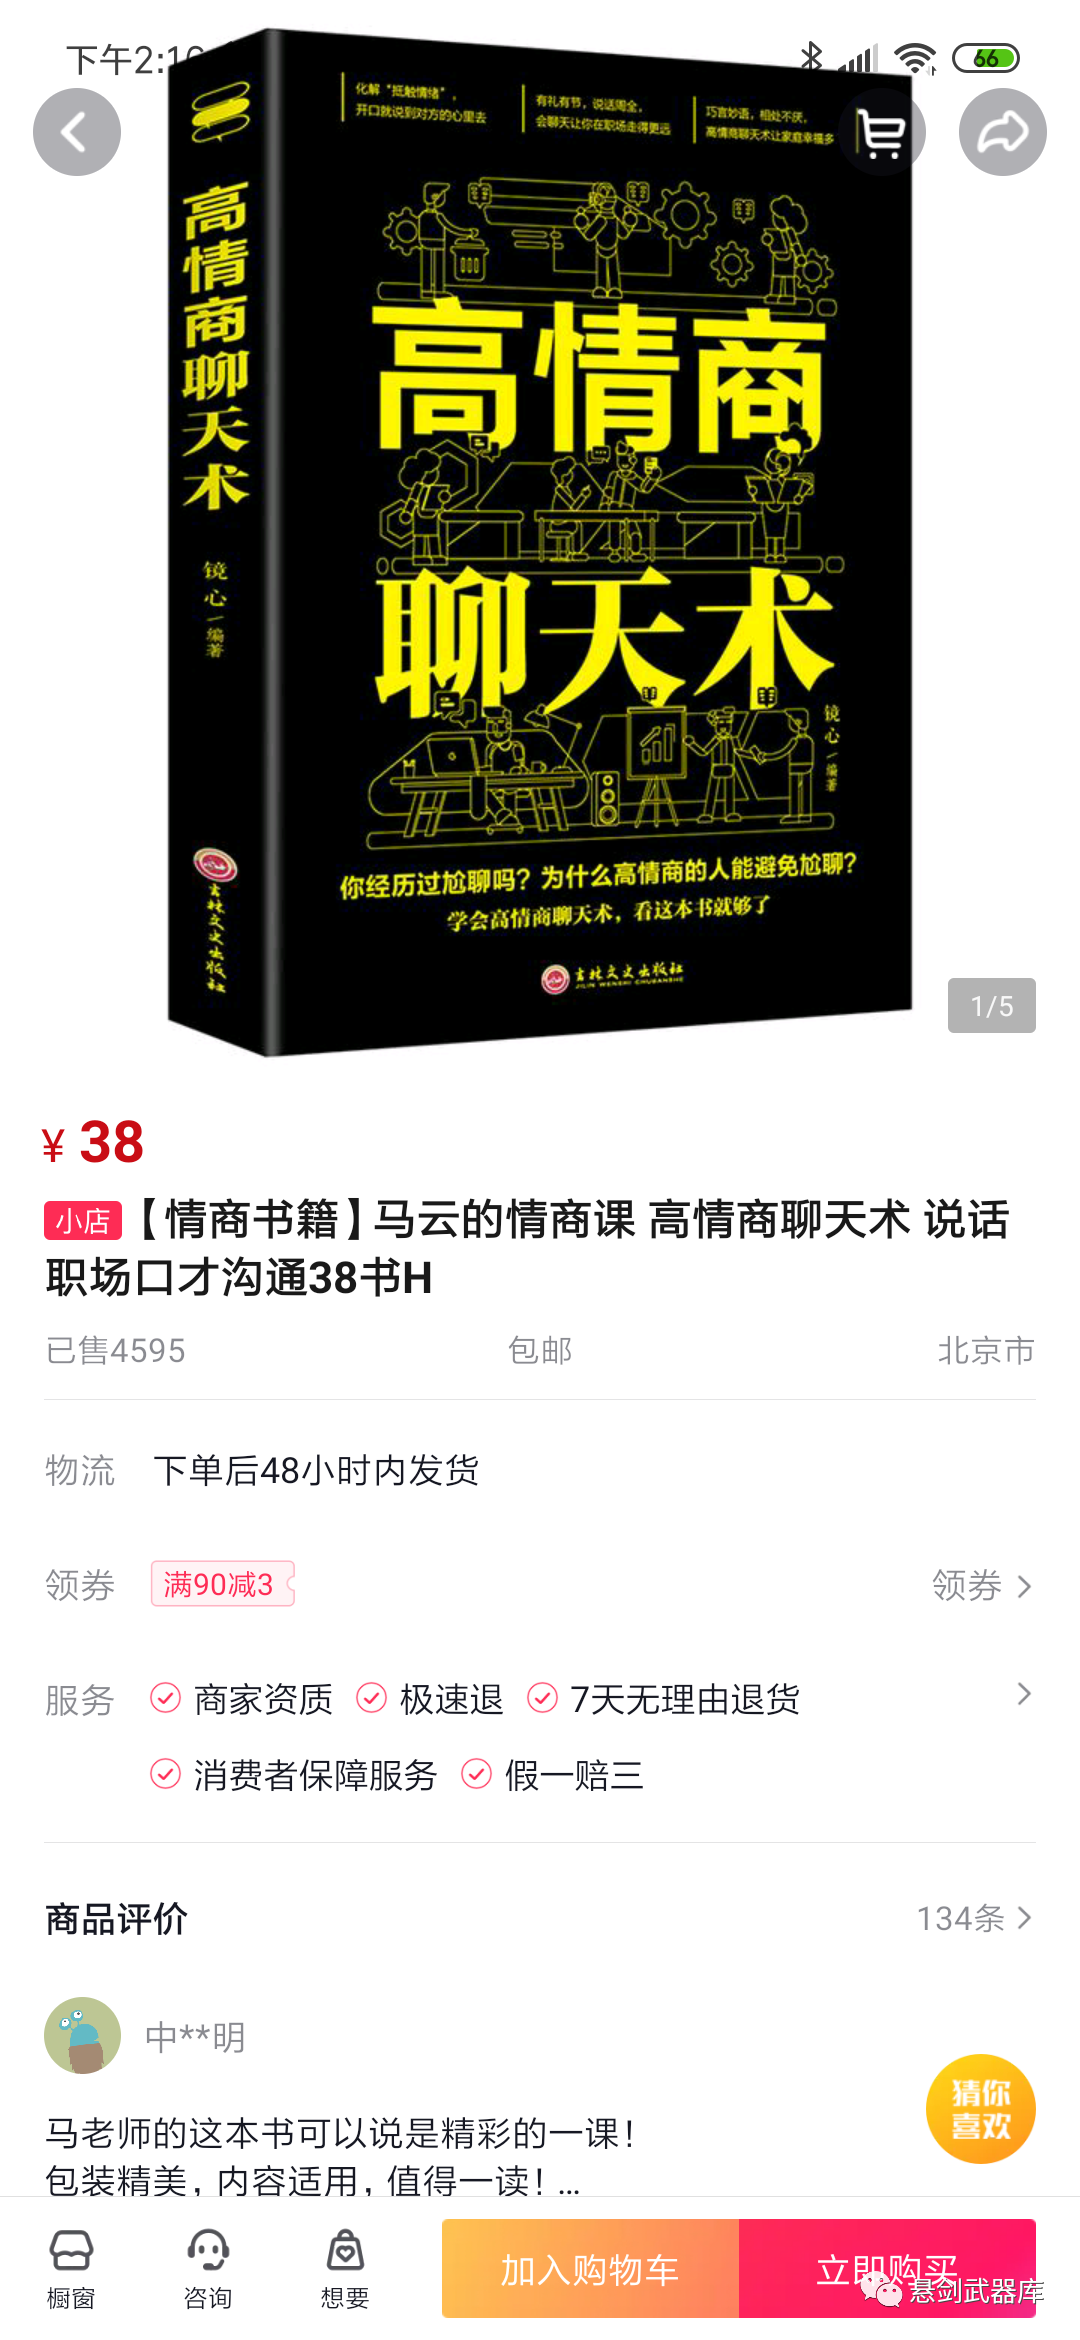 下午2:1
66
化解“抵触情绪”，
开口就说到对方的心里去
有礼有节，说话周全，
会聊天让你在职场走得更远
巧言妙语，相处不厌，
高情商聊天术让家庭幸福多
高情商聊天术
镜心 编著
吉林文史出版社
高情商
聊天术
镜心 编著
你经历过尬聊吗？为什么高情商的人能避免尬聊？
学会高情商聊天术，看这本书就够了
吉林文史出版社
JILIN WENSHI CHUBANSHE
1/5
¥ 38
小店【情商书籍】马云的情商课 高情商聊天术 说话
职场口才沟通38书H
已售4595 包邮 北京市
物流 下单后48小时内发货
领券 满90减3 领券
服务 商家资质 极速退 7天无理由退货
消费者保障服务 假一赔三
商品评价 134条
中**明
猜你
喜欢
马老师的这本书可以说是精彩的一课！
包装精美，内容适用，值得一读！...
橱窗 咨询 想要 加入购物车 立即购买
悬剑武器库